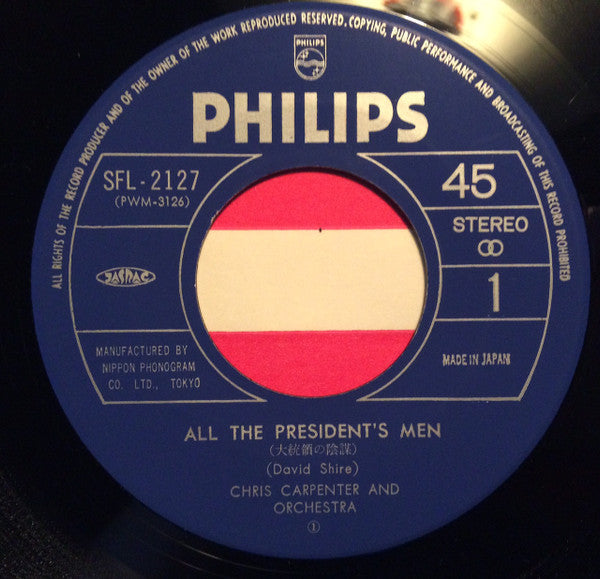 ALL RIGHTS OF THE RECORD PRODUCER AND OF THE OWNER OF THE WORK REPRODUCED RESERVED. COPYING, PUBLIC PERFORMANCE AND BROADCASTING OF THIS RECORD PROHIBITED
PHILIPS
PHILIPS
SFL-2127
(PWM-3126)
45
STEREO
JASRAC
1
MANUFACTURED BY
NIPPON PHONOGRAM
CO. LTD., TOKYO
MADE IN JAPAN
ALL THE PRESIDENT'S MEN
(大統領の陰謀)
(David Shire)
CHRIS CARPENTER AND
ORCHESTRA
①